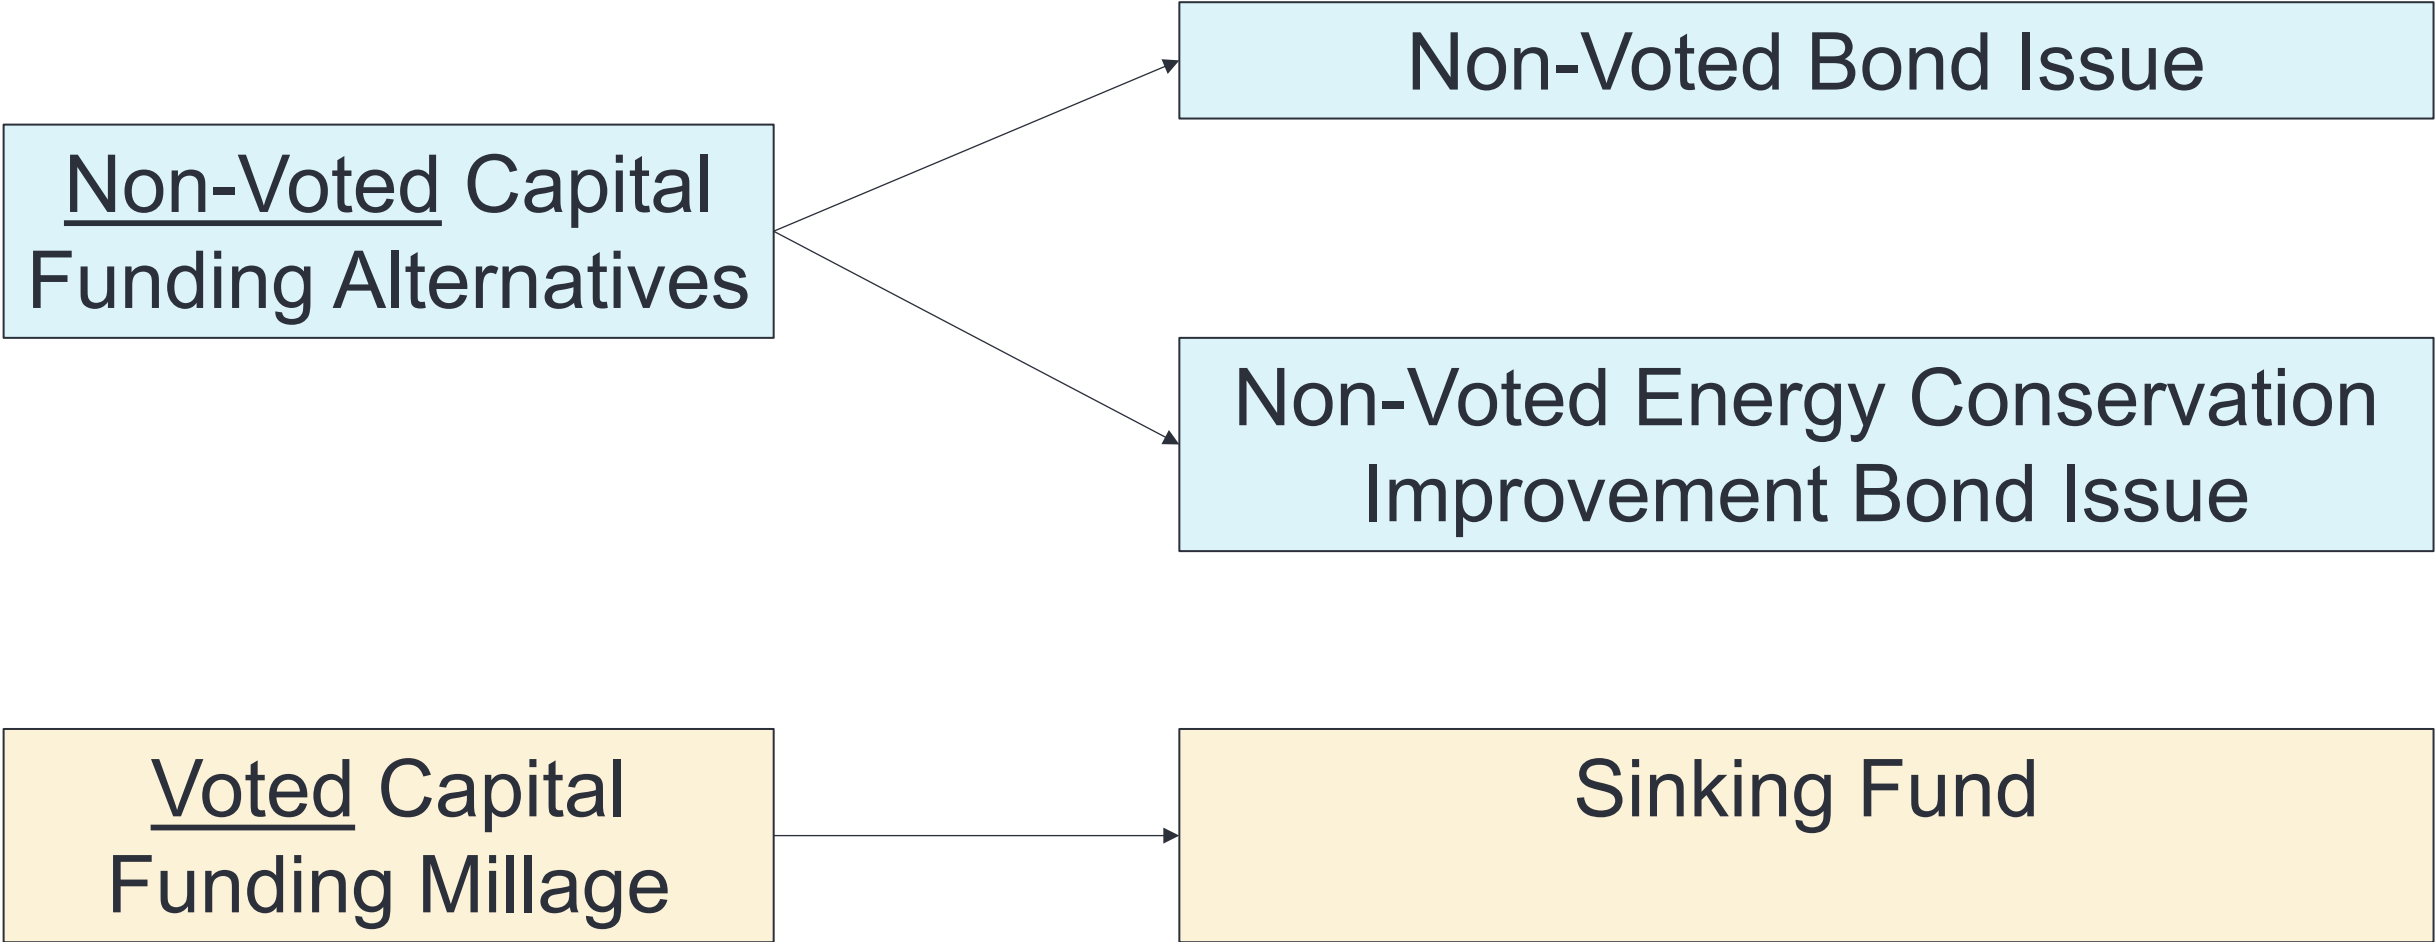 Non-Voted Capital
Funding Alternatives
Non-Voted Bond Issue
Non-Voted Energy Conservation
Improvement Bond Issue
Voted Capital
Funding Millage
Sinking Fund